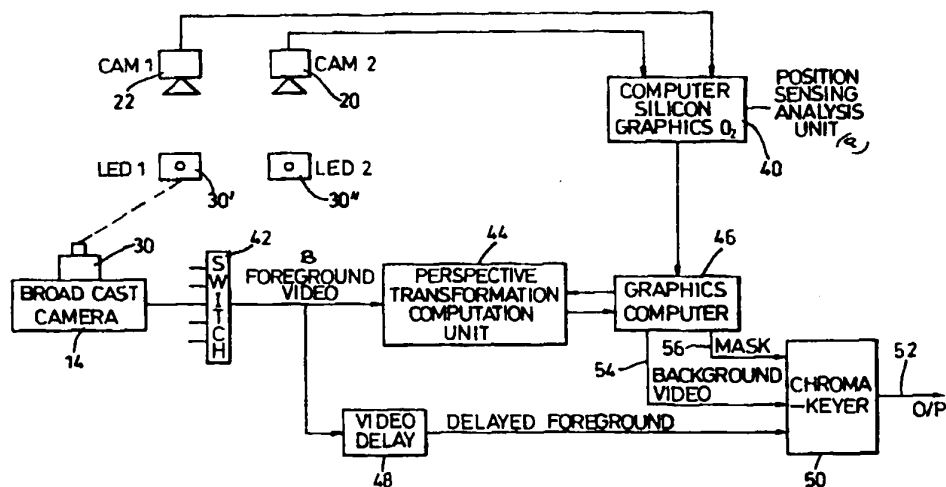 CAM 1
22
CAM 2
20
COMPUTER
SILICON
GRAPHICS O2
POSITION
SENSING
ANALYSIS
UNIT
(a)
40
LED 1
30'
LED 2
30"
30
BROAD CAST
CAMERA
14
42
SWITCH
B
FOREGROUND
VIDEO
44
PERSPECTIVE
TRANSFORMATION
COMPUTATION
UNIT
46
GRAPHICS
COMPUTER
54
56
MASK
BACKGROUND
VIDEO
CHROMA
-KEYER
50
52
O/P
VIDEO
DELAY
48
DELAYED FOREGROUND